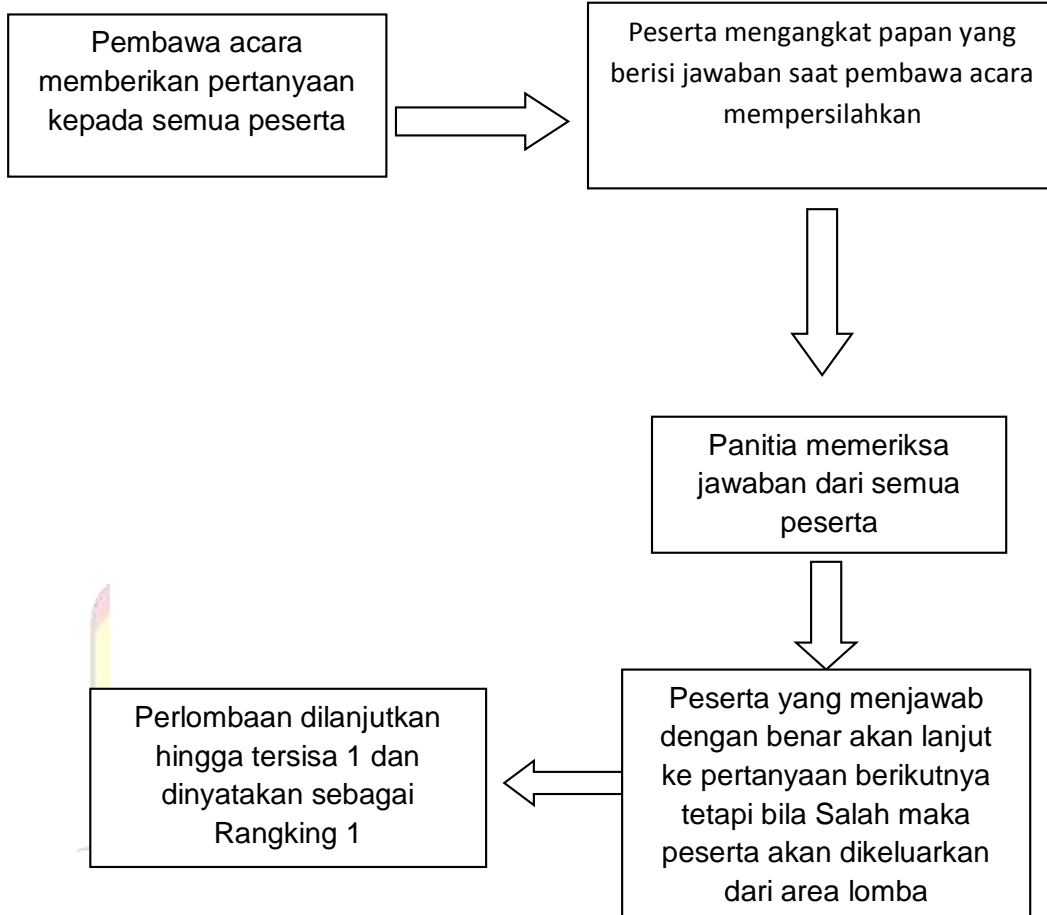 Pembawa acara
memberikan pertanyaan
kepada semua peserta
Peserta mengangkat papan yang
berisi jawaban saat pembawa acara
mempersilahkan
Panitia memeriksa
jawaban dari semua
peserta
Peserta yang menjawab
dengan benar akan lanjut
ke pertanyaan berikutnya
tetapi bila Salah maka
peserta akan dikeluarkan
dari area lomba
Perlombaan dilanjutkan
hingga tersisa 1 dan
dinyatakan sebagai
Rangking 1